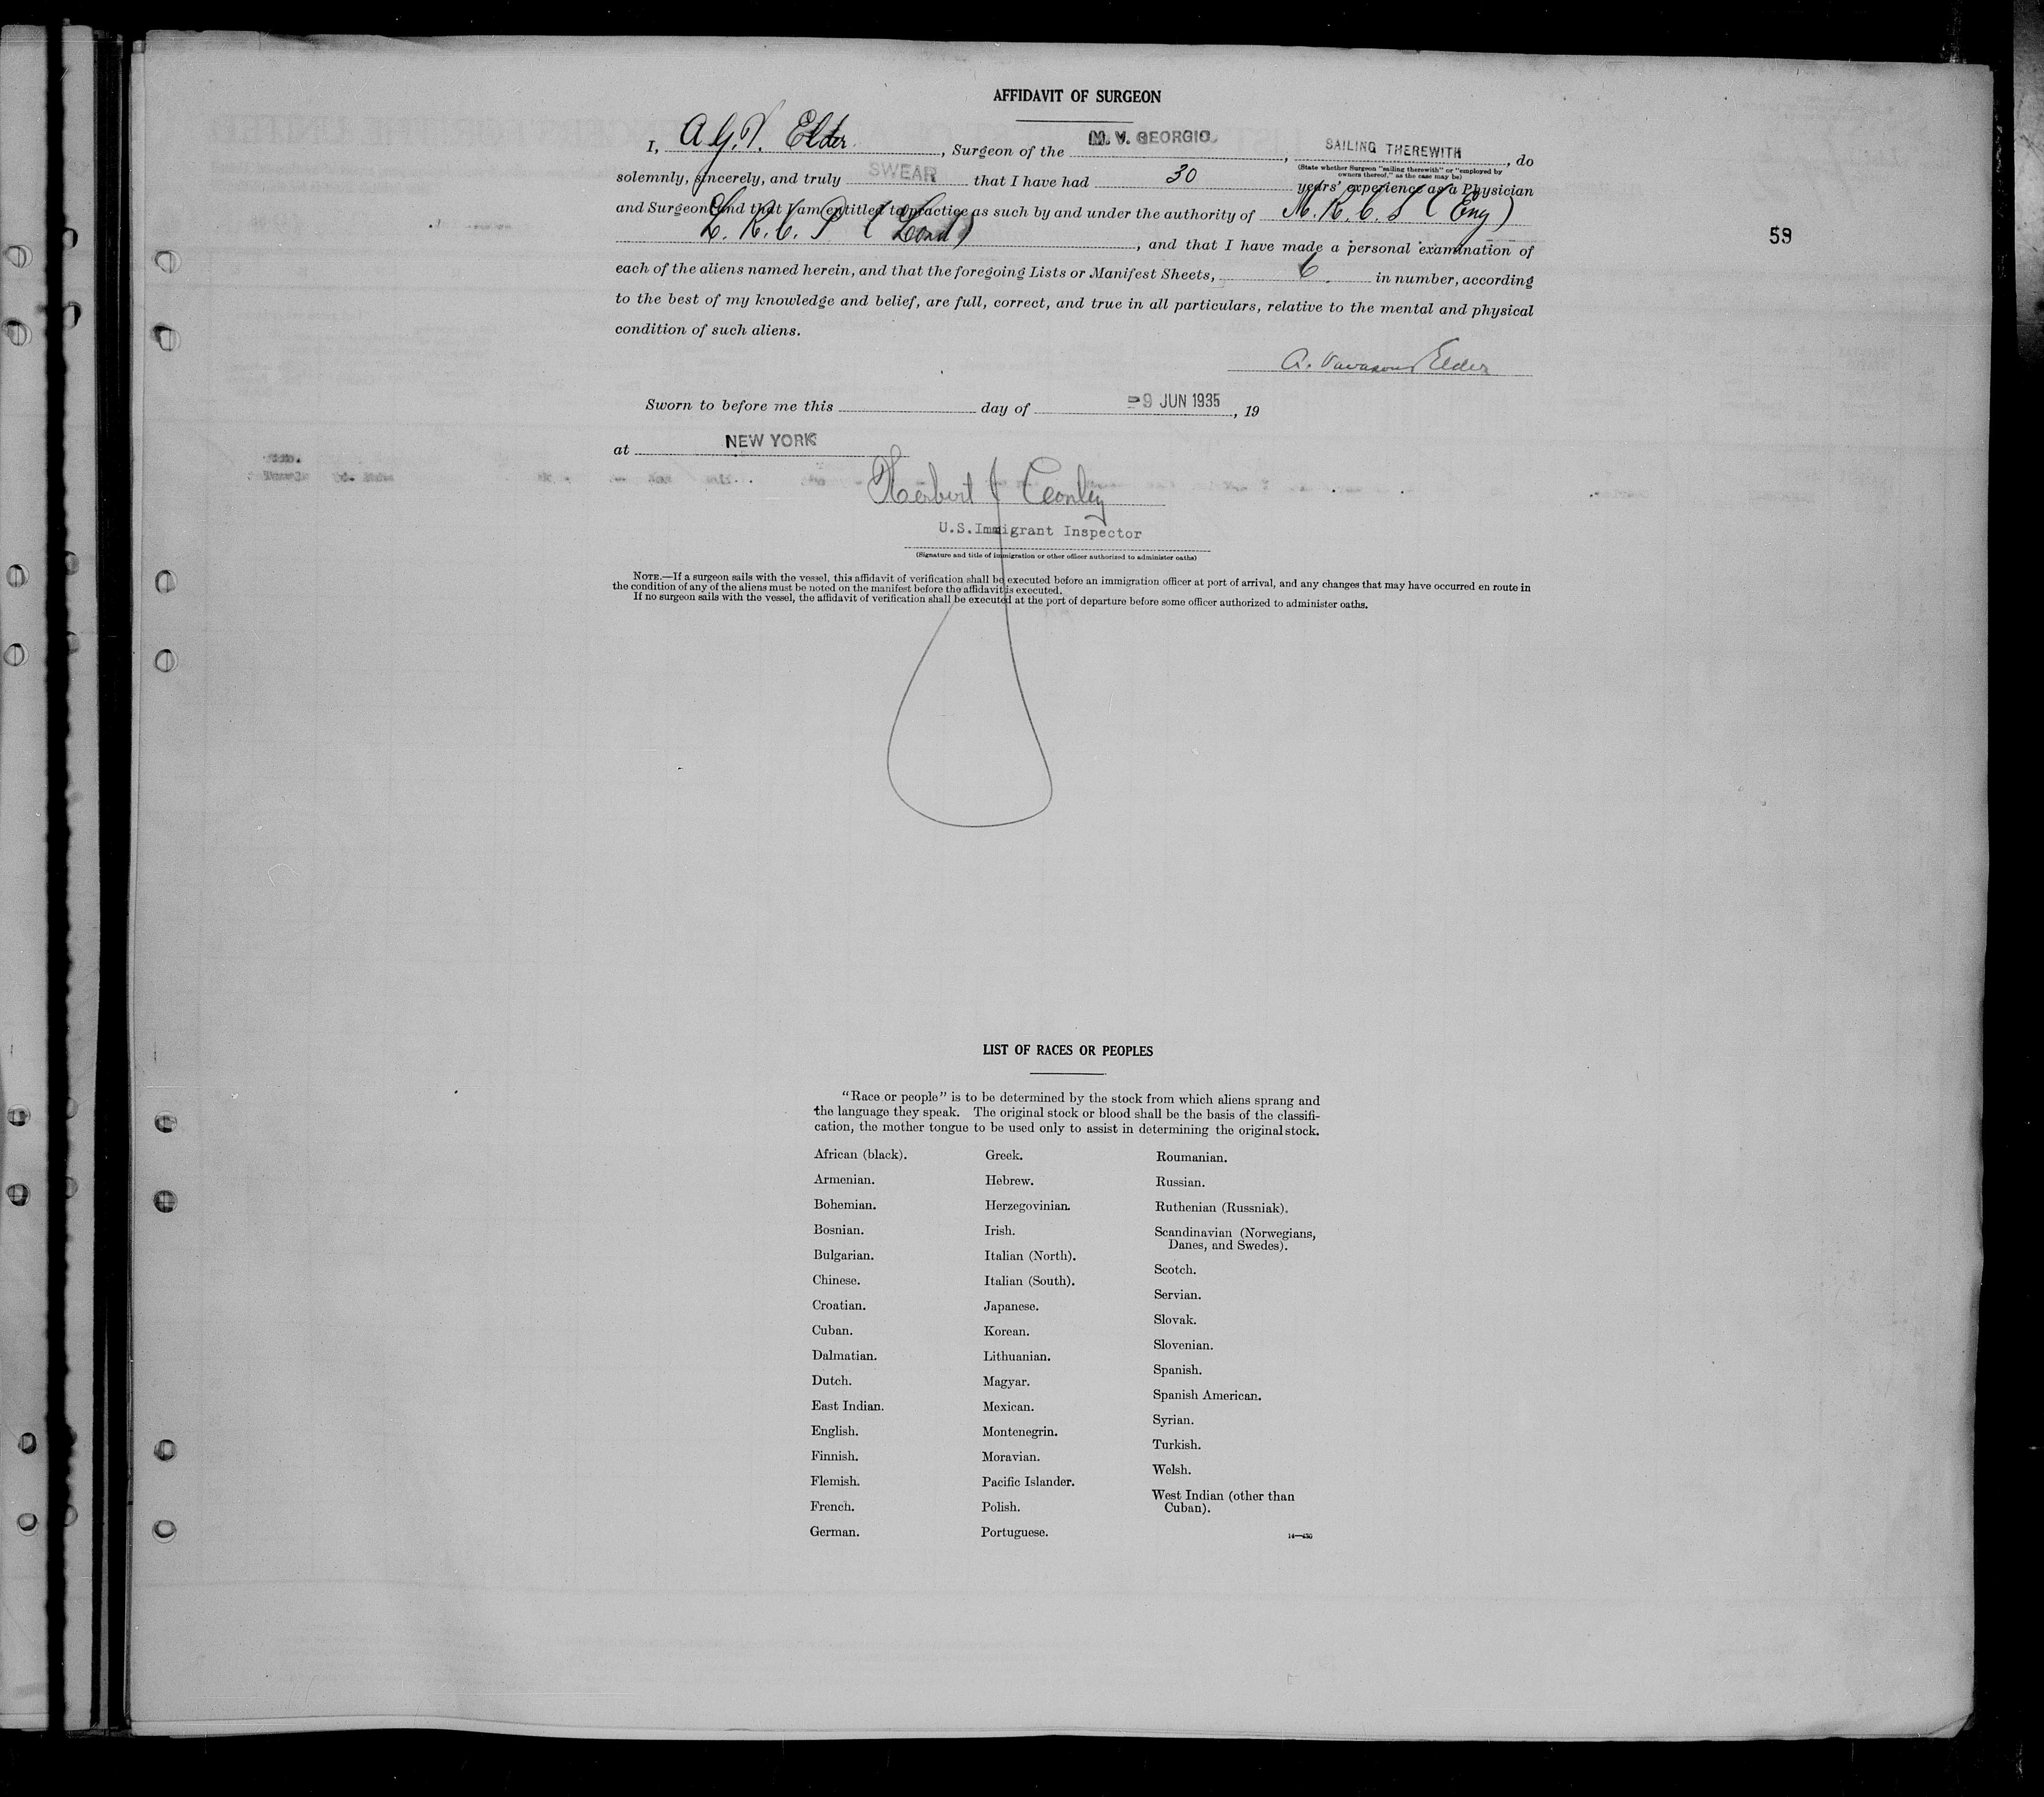 AFFIDAVIT OF SURGEON
I, A.G.V. Elder, Surgeon of the M. V. GEORGIC, SAILING THEREWITH, do
(State whether Surgeon "sailing therewith" or "employed by
owners thereof," as the case may be)
solemnly, sincerely, and truly SWEAR that I have had 30 years' experience as a Physician
and Surgeon and that I am entitled to practice as such by and under the authority of M. R. C. S (Eng)
L. R. C. P (Lond), and that I have made a personal examination of
each of the aliens named herein, and that the foregoing Lists or Manifest Sheets, 6 in number, according
to the best of my knowledge and belief, are full, correct, and true in all particulars, relative to the mental and physical
condition of such aliens.
59
A. Vavasour Elder
Sworn to before me this day of -9 JUN 1935, 19
at NEW YORK
Herbert J Conley
U.S.Immigrant Inspector
(Signature and title of immigration or other officer authorized to administer oaths)
NOTE.—If a surgeon sails with the vessel, this affidavit of verification shall be executed before an immigration officer at port of arrival, and any changes that may have occurred en route in
the condition of any of the aliens must be noted on the manifest before the affidavit is executed.
If no surgeon sails with the vessel, the affidavit of verification shall be executed at the port of departure before some officer authorized to administer oaths.
LIST OF RACES OR PEOPLES
"Race or people" is to be determined by the stock from which aliens sprang and
the language they speak. The original stock or blood shall be the basis of the classifi-
cation, the mother tongue to be used only to assist in determining the original stock.
African (black).
Armenian.
Bohemian.
Bosnian.
Bulgarian.
Chinese.
Croatian.
Cuban.
Dalmatian.
Dutch.
East Indian.
English.
Finnish.
Flemish.
French.
German.
Greek.
Hebrew.
Herzegovinian.
Irish.
Italian (North).
Italian (South).
Japanese.
Korean.
Lithuanian.
Magyar.
Mexican.
Montenegrin.
Moravian.
Pacific Islander.
Polish.
Portuguese.
Roumanian.
Russian.
Ruthenian (Russniak).
Scandinavian (Norwegians,
Danes, and Swedes).
Scotch.
Servian.
Slovak.
Slovenian.
Spanish.
Spanish American.
Syrian.
Turkish.
Welsh.
West Indian (other than
Cuban).